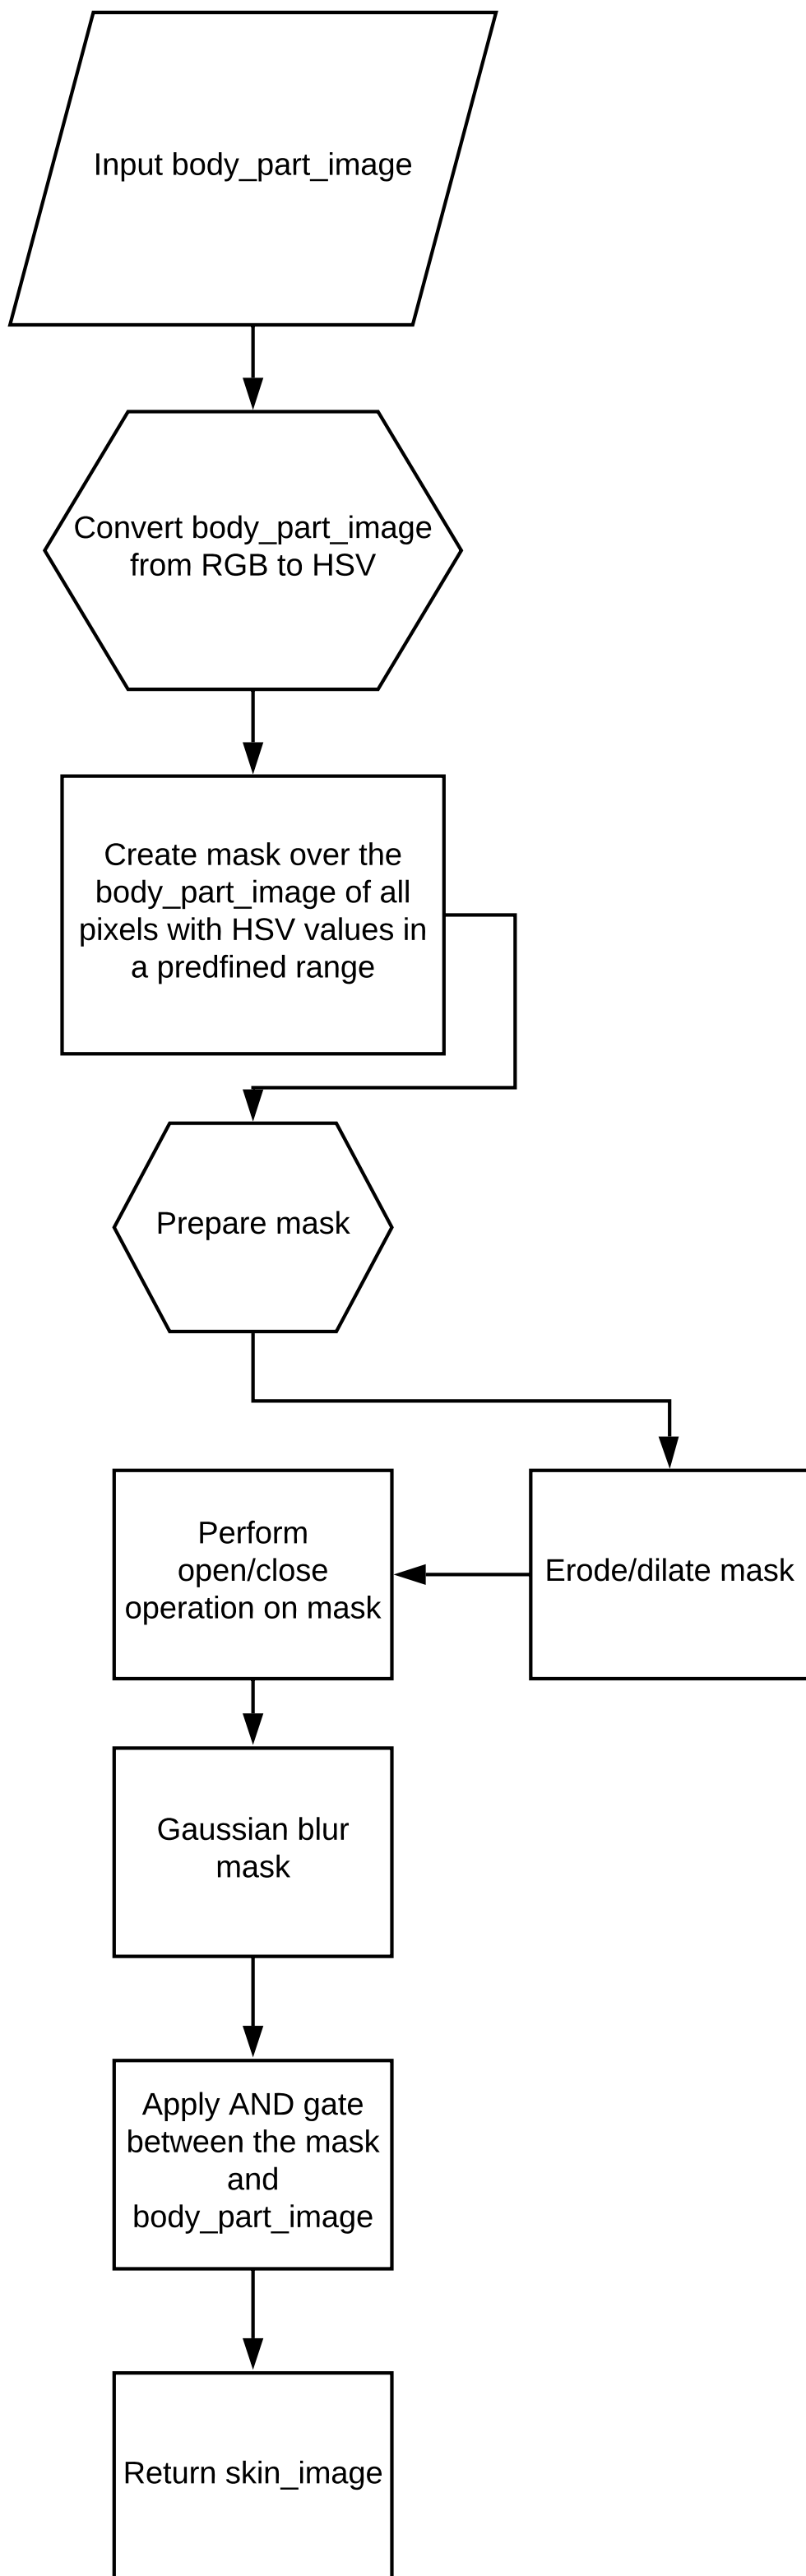 Input body_part_image
Convert body_part_image
from RGB to HSV
Create mask over the
body_part_image of all
pixels with HSV values in
a predfined range
Prepare mask
Erode/dilate mask
Perform
open/close
operation on mask
Gaussian blur
mask
Apply AND gate
between the mask
and
body_part_image
Return skin_image